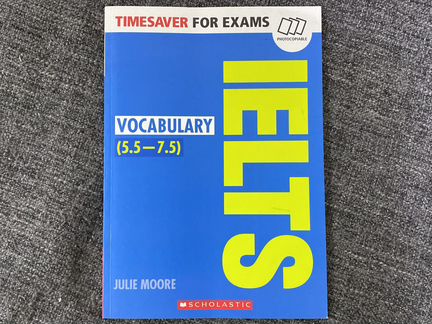 TIMESAVER FOR EXAMS
PHOTOCOPIABLE
IELTS
VOCABULARY
(5.5—7.5)
JULIE MOORE
SCHOLASTIC